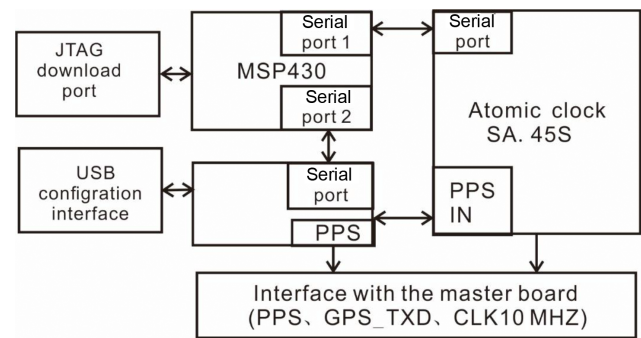 JTAG
download
port
MSP430
Serial
port 1
Serial
port 2
Serial
port
Atomic clock
SA. 45S
PPS
IN
USB
configration
interface
Serial
port
PPS
Interface with the master board
(PPS、GPS_TXD、CLK10 MHZ)